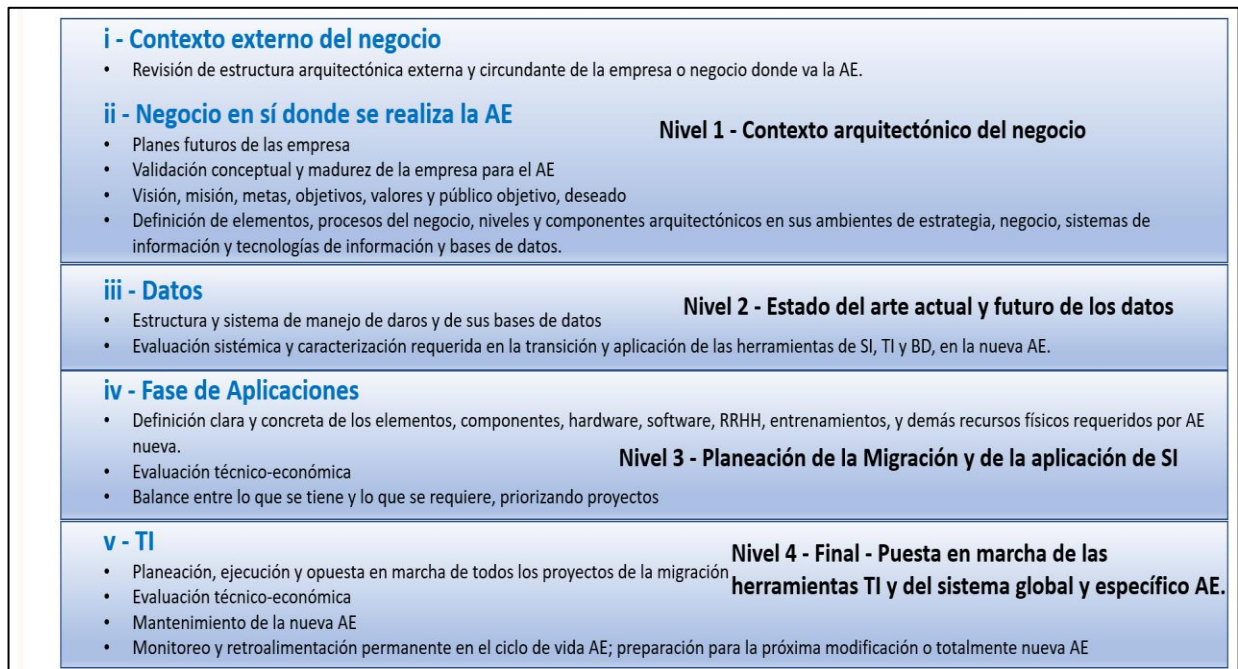 i - Contexto externo del negocio
• Revisión de estructura arquitectónica externa y circundante de la empresa o negocio donde va la AE.
ii - Negocio en sí donde se realiza la AE
Nivel 1 - Contexto arquitectónico del negocio
• Planes futuros de las empresa
• Validación conceptual y madurez de la empresa para el AE
• Visión, misión, metas, objetivos, valores y público objetivo, deseado
• Definición de elementos, procesos del negocio, niveles y componentes arquitectónicos en sus ambientes de estrategia, negocio, sistemas de
información y tecnologías de información y bases de datos.
iii - Datos
Nivel 2 - Estado del arte actual y futuro de los datos
• Estructura y sistema de manejo de daros y de sus bases de datos
• Evaluación sistémica y caracterización requerida en la transición y aplicación de las herramientas de SI, TI y BD, en la nueva AE.
iv - Fase de Aplicaciones
• Definición clara y concreta de los elementos, componentes, hardware, software, RRHH, entrenamientos, y demás recursos físicos requeridos por AE
nueva.
Nivel 3 - Planeación de la Migración y de la aplicación de SI
• Evaluación técnico-económica
• Balance entre lo que se tiene y lo que se requiere, priorizando proyectos
v - TI
Nivel 4 - Final - Puesta en marcha de las
herramientas TI y del sistema global y específico AE.
• Planeación, ejecución y opuesta en marcha de todos los proyectos de la migración
• Evaluación técnico-económica
• Mantenimiento de la nueva AE
• Monitoreo y retroalimentación permanente en el ciclo de vida AE; preparación para la próxima modificación o totalmente nueva AE